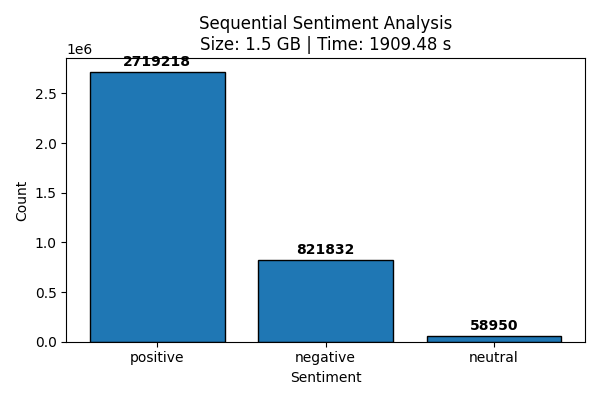 Sequential Sentiment Analysis
Size: 1.5 GB | Time: 1909.48 s
1e6
2719218
2.5
2.0
1.5
1.0
0.5
0.0
Count
821832
58950
positive
negative
neutral
Sentiment